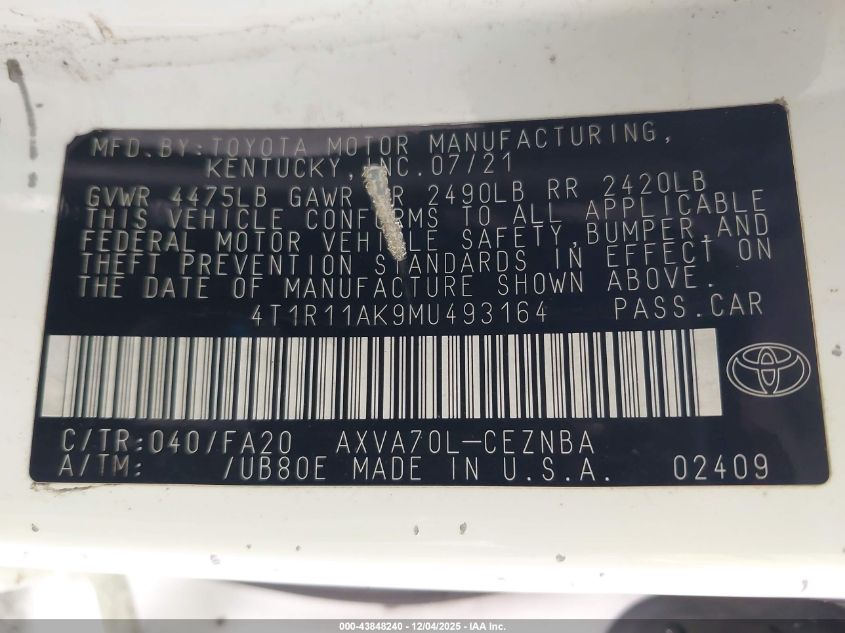 MFD.BY:TOYOTA MOTOR MANUFACTURING,
KENTUCKY, INC. 07/21
GVWR 4475LB GAWR FR 2490LB RR 2420LB
THIS VEHICLE CONFORMS TO ALL APPLICABLE
FEDERAL MOTOR VEHICLE SAFETY,BUMPER,AND
THEFT PREVENTION STANDARDS IN EFFECT ON
THE DATE OF MANUFACTURE SHOWN ABOVE.
4T1R11AK9MU493164 PASS.CAR
C/TR:040/FA20 AXVA70L-CEZNBA
A/TM: /UB80E MADE IN U.S.A. 02409
000-43848240 - 12/04/2025 - IAA Inc.